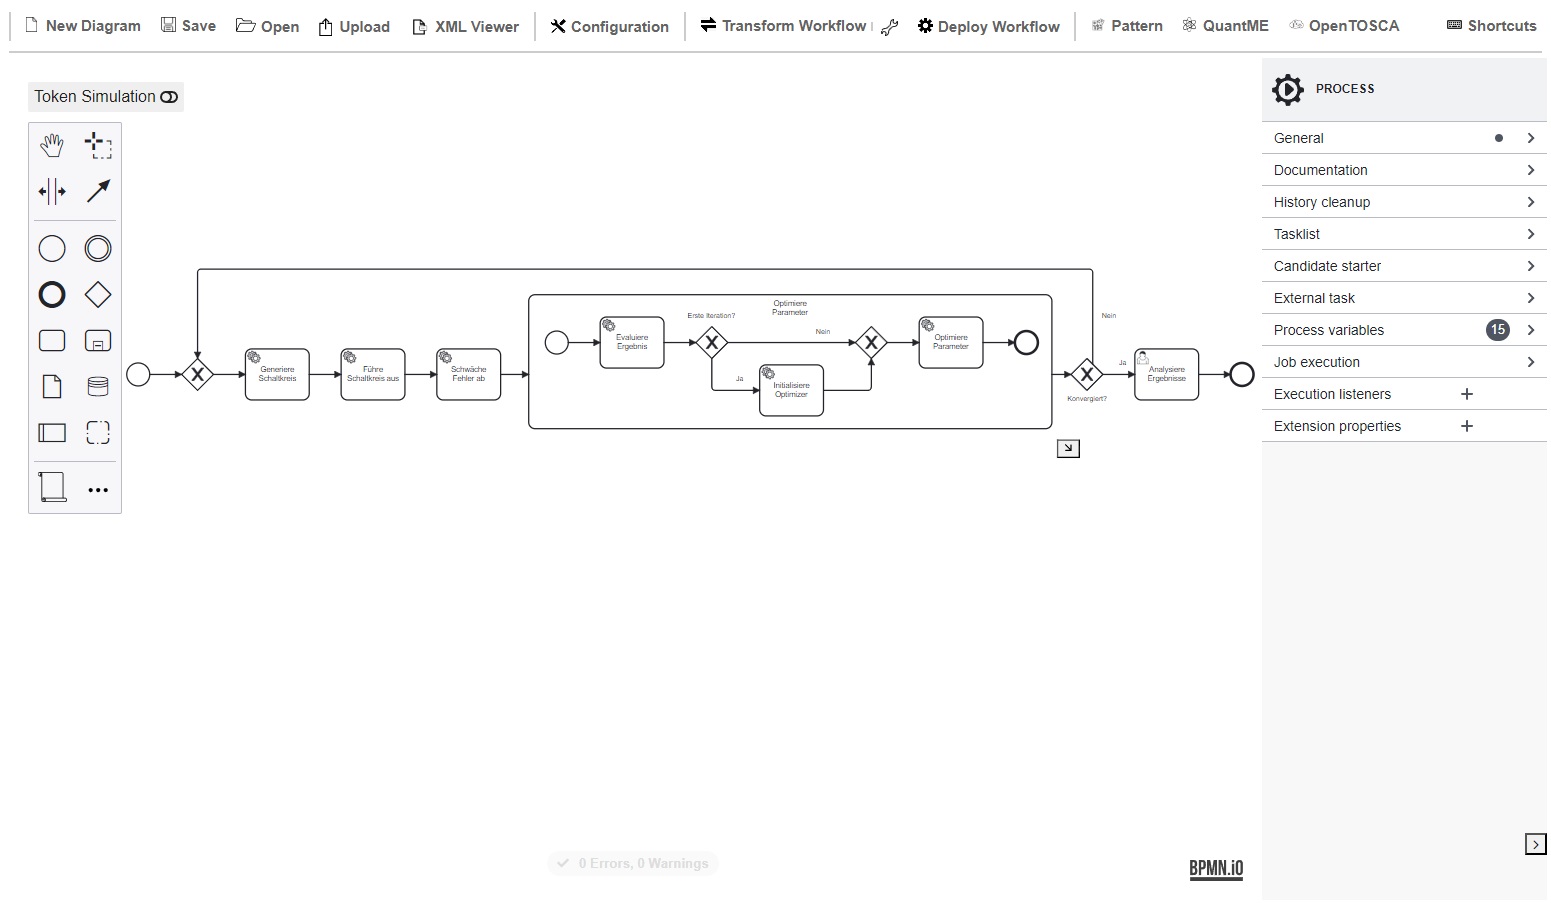 New Diagram Save Open Upload XML Viewer Configuration Transform Workflow Deploy Workflow Pattern QuantME OpenTOSCA Shortcuts
Token Simulation
PROCESS
General
Documentation
History cleanup
Tasklist
Candidate starter
External task
Process variables 15
Job execution
Execution listeners
Extension properties
Optimiere
Parameter
Erste Iteration?
Nein
Nein
Evaluiere
Ergebnis
Optimiere
Parameter
Generiere
Schaltkreis
Führe
Schaltkreis aus
Schwäche
Fehler ab
Ja
Initialisiere
Optimizer
Ja
Analysiere
Ergebnisse
Konvergiert?
0 Errors, 0 Warnings
BPMN.iO